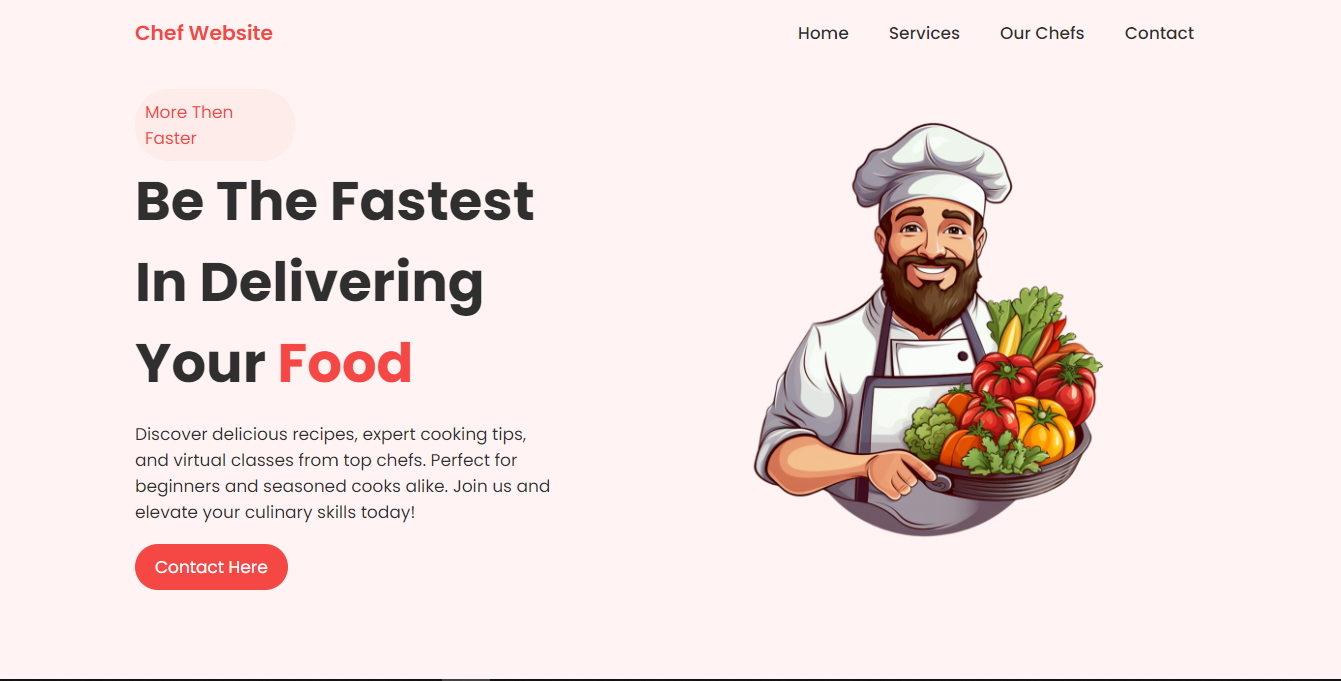 Chef Website
Home Services Our Chefs Contact
More Then
Faster
Be The Fastest
In Delivering
Your Food
Discover delicious recipes, expert cooking tips,
and virtual classes from top chefs. Perfect for
beginners and seasoned cooks alike. Join us and
elevate your culinary skills today!
Contact Here